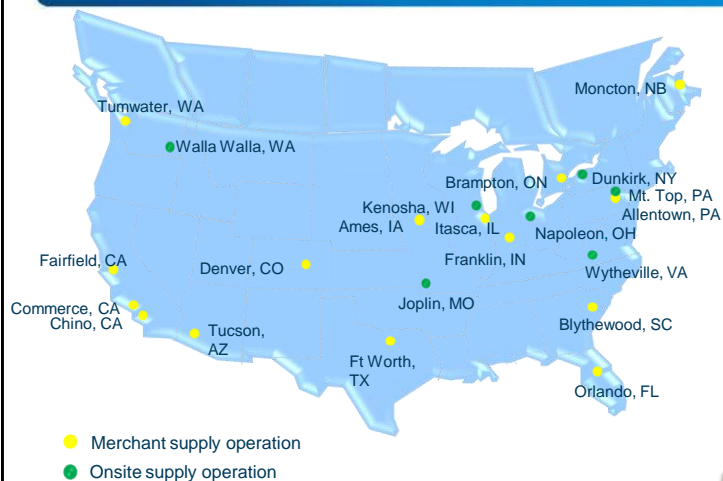 Moncton, NB
Tumwater, WA
Walla Walla, WA
Brampton, ON
Dunkirk, NY
Mt. Top, PA
Allentown, PA
Kenosha, WI
Ames, IA
Itasca, IL
Napoleon, OH
Franklin, IN
Fairfield, CA
Denver, CO
Wytheville, VA
Commerce, CA
Chino, CA
Joplin, MO
Tucson,
AZ
Blythewood, SC
Ft Worth,
TX
Orlando, FL
Merchant supply operation
Onsite supply operation